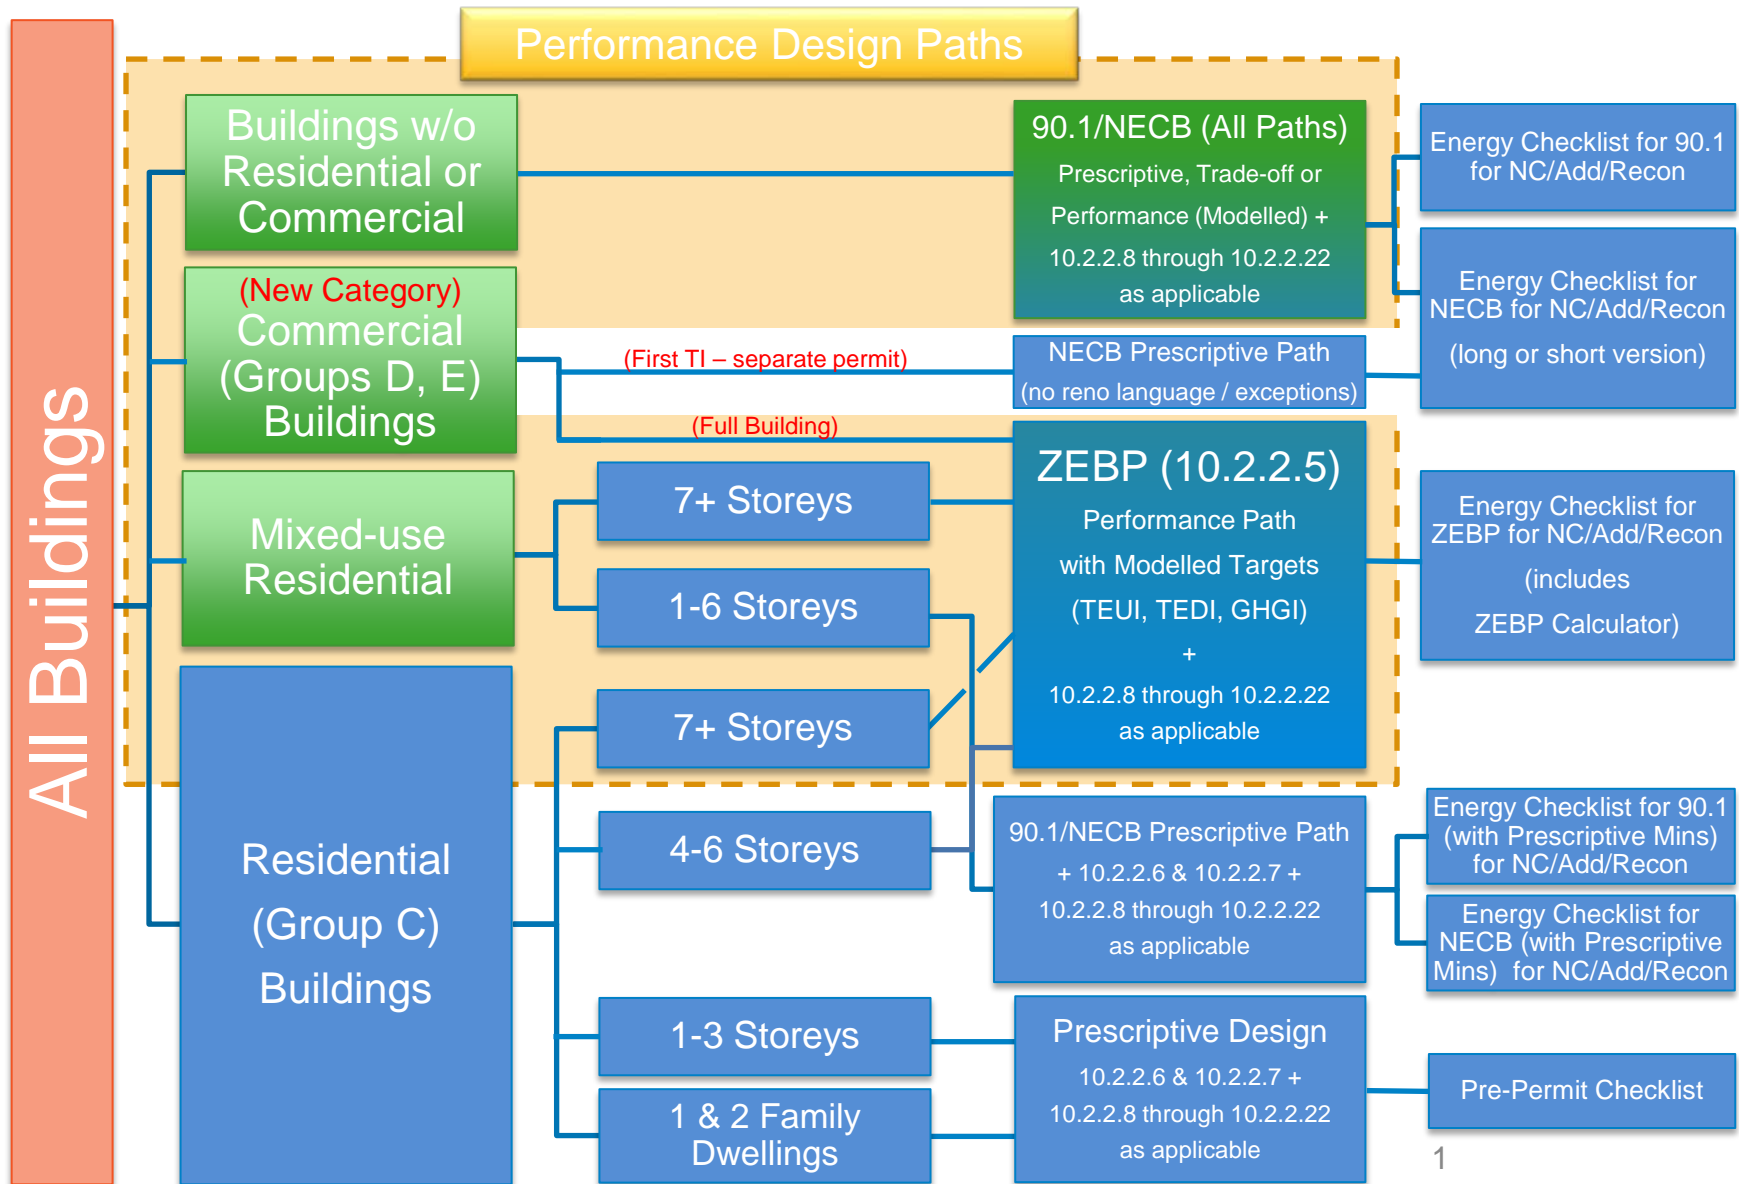 Performance Design Paths
All Buildings
Buildings w/o
Residential or
Commercial
(New Category)
Commercial
(Groups D, E)
Buildings
Mixed-use
Residential
Residential
(Group C)
Buildings
(First TI – separate permit)
(Full Building)
7+ Storeys
1-6 Storeys
7+ Storeys
4-6 Storeys
1-3 Storeys
1 & 2 Family
Dwellings
90.1/NECB (All Paths)
Prescriptive, Trade-off or
Performance (Modelled) +
10.2.2.8 through 10.2.2.22
as applicable
NECB Prescriptive Path
(no reno language / exceptions)
ZEBP (10.2.2.5)
Performance Path
with Modelled Targets
(TEUI, TEDI, GHGI)
+
10.2.2.8 through 10.2.2.22
as applicable
90.1/NECB Prescriptive Path
+ 10.2.2.6 & 10.2.2.7 +
10.2.2.8 through 10.2.2.22
as applicable
Prescriptive Design
10.2.2.6 & 10.2.2.7 +
10.2.2.8 through 10.2.2.22
as applicable
Energy Checklist for 90.1
for NC/Add/Recon
Energy Checklist for
NECB for NC/Add/Recon
(long or short version)
Energy Checklist for
ZEBP for NC/Add/Recon
(includes
ZEBP Calculator)
Energy Checklist for 90.1
(with Prescriptive Mins)
for NC/Add/Recon
Energy Checklist for
NECB (with Prescriptive
Mins) for NC/Add/Recon
Pre-Permit Checklist
1